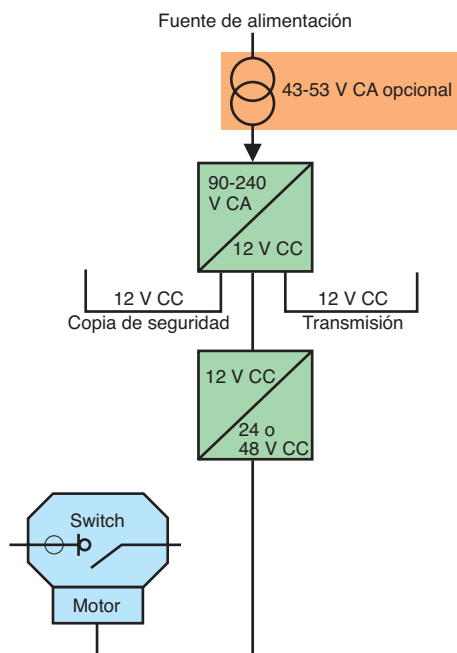 Fuente de alimentación
43-53 V CA opcional
90-240
V CA
12 V CC
12 V CC
Copia de seguridad
12 V CC
Transmisión
12 V CC
24 o
48 V CC
Switch
Motor